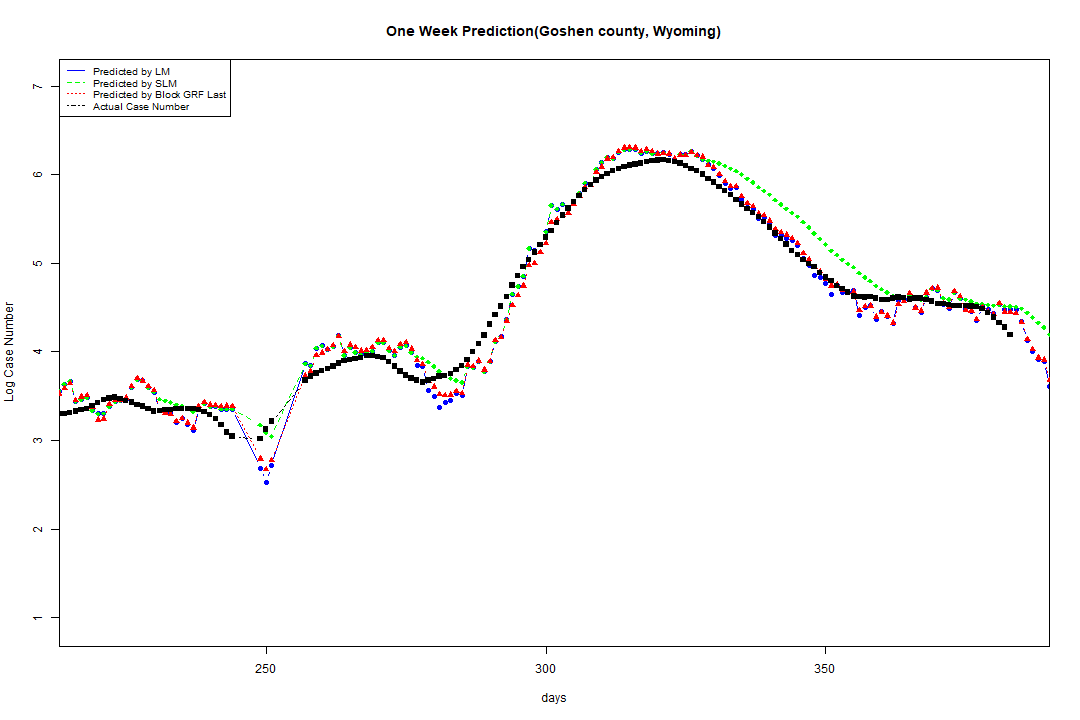 One Week Prediction(Goshen county, Wyoming)
Predicted by LM
Predicted by SLM
Predicted by Block GRF Last
Actual Case Number
7
6
5
4
3
2
1
Log Case Number
250
300
350
days